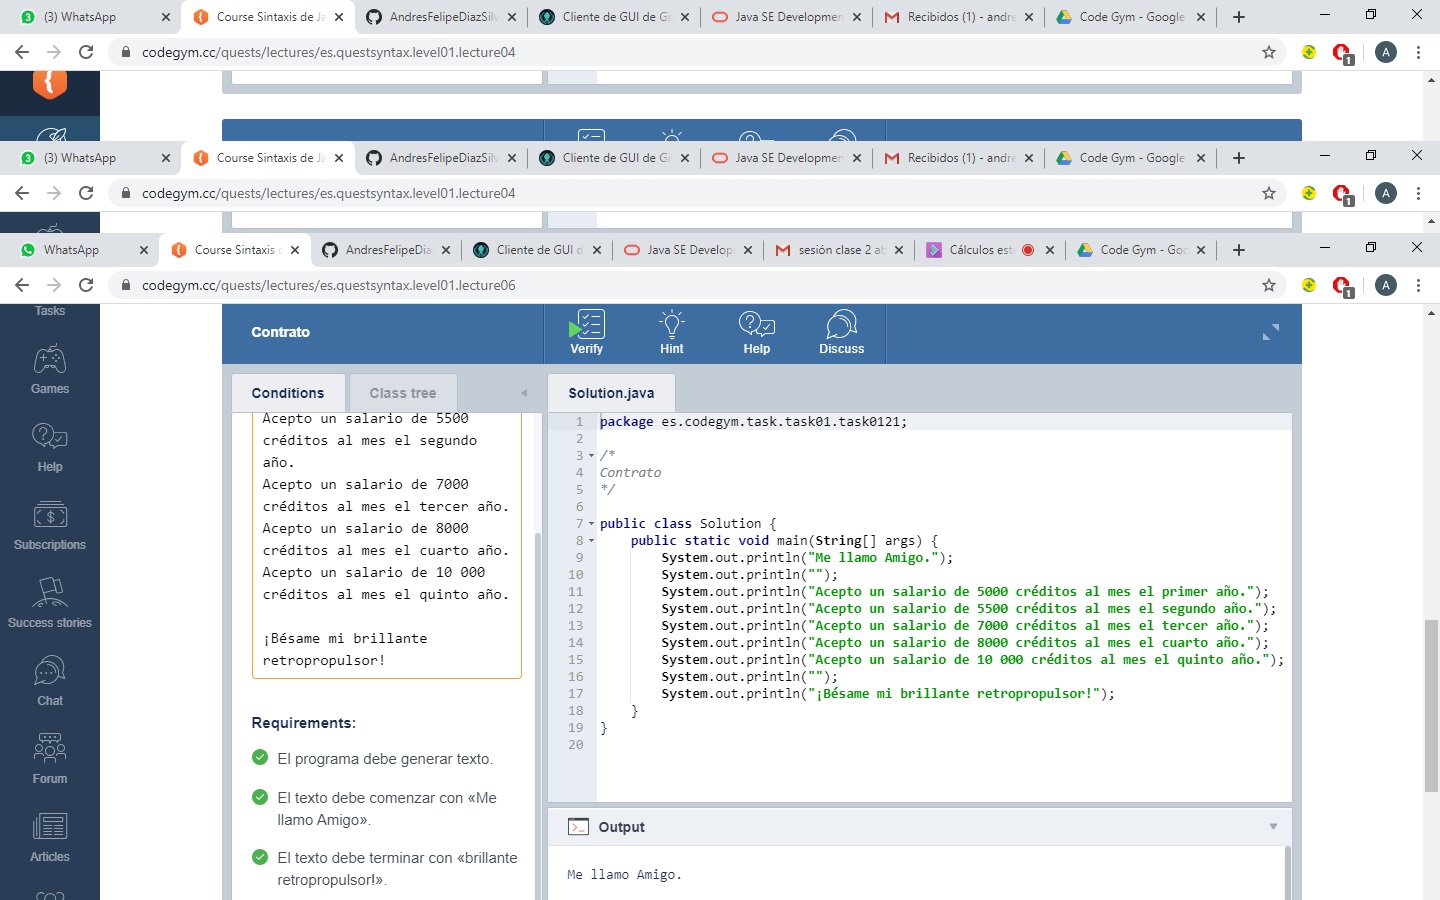 (3) WhatsApp
Course Sintaxis de Ja
AndresFelipeDiazSilv
Cliente de GUI de Gi
Java SE Developmen
Recibidos (1) - andre
Code Gym - Google
codegym.cc/quests/lectures/es.questsyntax.level01.lecture04
1
A
(3) WhatsApp
Course Sintaxis de Ja
AndresFelipeDiazSilv
Cliente de GUI de Gi
Java SE Developmen
Recibidos (1) - andre
Code Gym - Google
codegym.cc/quests/lectures/es.questsyntax.level01.lecture04
1
A
WhatsApp
Course Sintaxis d
AndresFelipeDia
Cliente de GUI d
Java SE Develop
sesión clase 2 ab
Cálculos est
Code Gym - Goo
codegym.cc/quests/lectures/es.questsyntax.level01.lecture06
1
A
Tasks
Games
Help
Subscriptions
Success stories
Chat
Forum
Articles
Contrato
Verify
Hint
Help
Discuss
Conditions
Class tree
Acepto un salario de 5500
créditos al mes el segundo
año.
Acepto un salario de 7000
créditos al mes el tercer año.
Acepto un salario de 8000
créditos al mes el cuarto año.
Acepto un salario de 10 000
créditos al mes el quinto año.
¡Bésame mi brillante
retropropulsor!
Requirements:
El programa debe generar texto.
El texto debe comenzar con «Me
llamo Amigo».
El texto debe terminar con «brillante
retropropulsor!».
Solution.java
1 package es.codegym.task.task01.task0121;
2
3 /*
4 Contrato
5 */
6
7 public class Solution {
8     public static void main(String[] args) {
9         System.out.println("Me llamo Amigo.");
10         System.out.println("");
11         System.out.println("Acepto un salario de 5000 créditos al mes el primer año.");
12         System.out.println("Acepto un salario de 5500 créditos al mes el segundo año.");
13         System.out.println("Acepto un salario de 7000 créditos al mes el tercer año.");
14         System.out.println("Acepto un salario de 8000 créditos al mes el cuarto año.");
15         System.out.println("Acepto un salario de 10 000 créditos al mes el quinto año.");
16         System.out.println("");
17         System.out.println("¡Bésame mi brillante retropropulsor!");
18     }
19 }
20
Output
Me llamo Amigo.